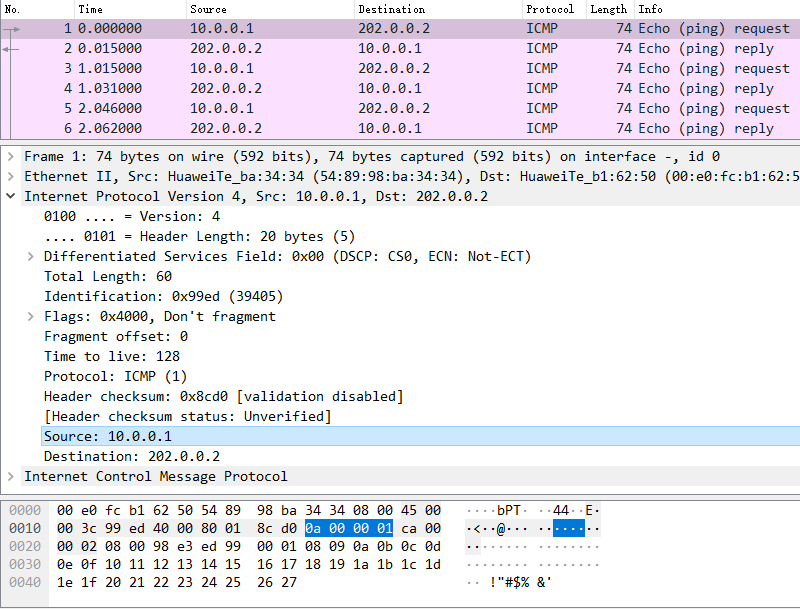 No. Time Source Destination Protocol Length Info
1 0.000000 10.0.0.1 202.0.0.2 ICMP 74 Echo (ping) request
2 0.015000 202.0.0.2 10.0.0.1 ICMP 74 Echo (ping) reply
3 1.015000 10.0.0.1 202.0.0.2 ICMP 74 Echo (ping) request
4 1.031000 202.0.0.2 10.0.0.1 ICMP 74 Echo (ping) reply
5 2.046000 10.0.0.1 202.0.0.2 ICMP 74 Echo (ping) request
6 2.062000 202.0.0.2 10.0.0.1 ICMP 74 Echo (ping) reply
Frame 1: 74 bytes on wire (592 bits), 74 bytes captured (592 bits) on interface -, id 0
Ethernet II, Src: HuaweiTe_ba:34:34 (54:89:98:ba:34:34), Dst: HuaweiTe_b1:62:50 (00:e0:fc:b1:62:5
Internet Protocol Version 4, Src: 10.0.0.1, Dst: 202.0.0.2
0100 .... = Version: 4
.... 0101 = Header Length: 20 bytes (5)
Differentiated Services Field: 0x00 (DSCP: CS0, ECN: Not-ECT)
Total Length: 60
Identification: 0x99ed (39405)
Flags: 0x4000, Don't fragment
Fragment offset: 0
Time to live: 128
Protocol: ICMP (1)
Header checksum: 0x8cd0 [validation disabled]
[Header checksum status: Unverified]
Source: 10.0.0.1
Destination: 202.0.0.2
Internet Control Message Protocol
0000 00 e0 fc b1 62 50 54 89 98 ba 34 34 08 00 45 00 ····bPT· ··44··E·
0010 00 3c 99 ed 40 00 80 01 8c d0 0a 00 00 01 ca 00 ·<··@··· ········
0020 00 02 08 00 98 e3 ed 99 00 01 08 09 0a 0b 0c 0d ········ ········
0030 0e 0f 10 11 12 13 14 15 16 17 18 19 1a 1b 1c 1d ········ ········
0040 1e 1f 20 21 22 23 24 25 26 27 ·· !"#$% &'